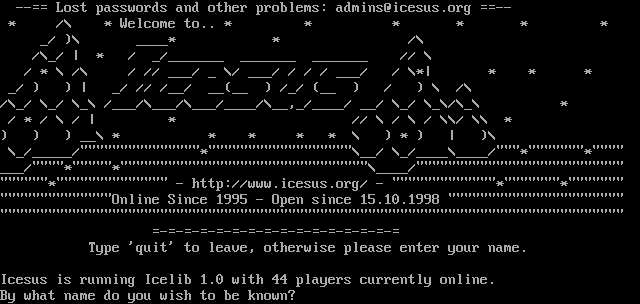 --== Lost passwords and other problems: admins@icesus.org ==--
Welcome to..
Icesus
- http://www.icesus.org/ -
Online Since 1995 - Open since 15.10.1998
Type 'quit' to leave, otherwise please enter your name.
Icesus is running Icelib 1.0 with 44 players currently online.
By what name do you wish to be known?